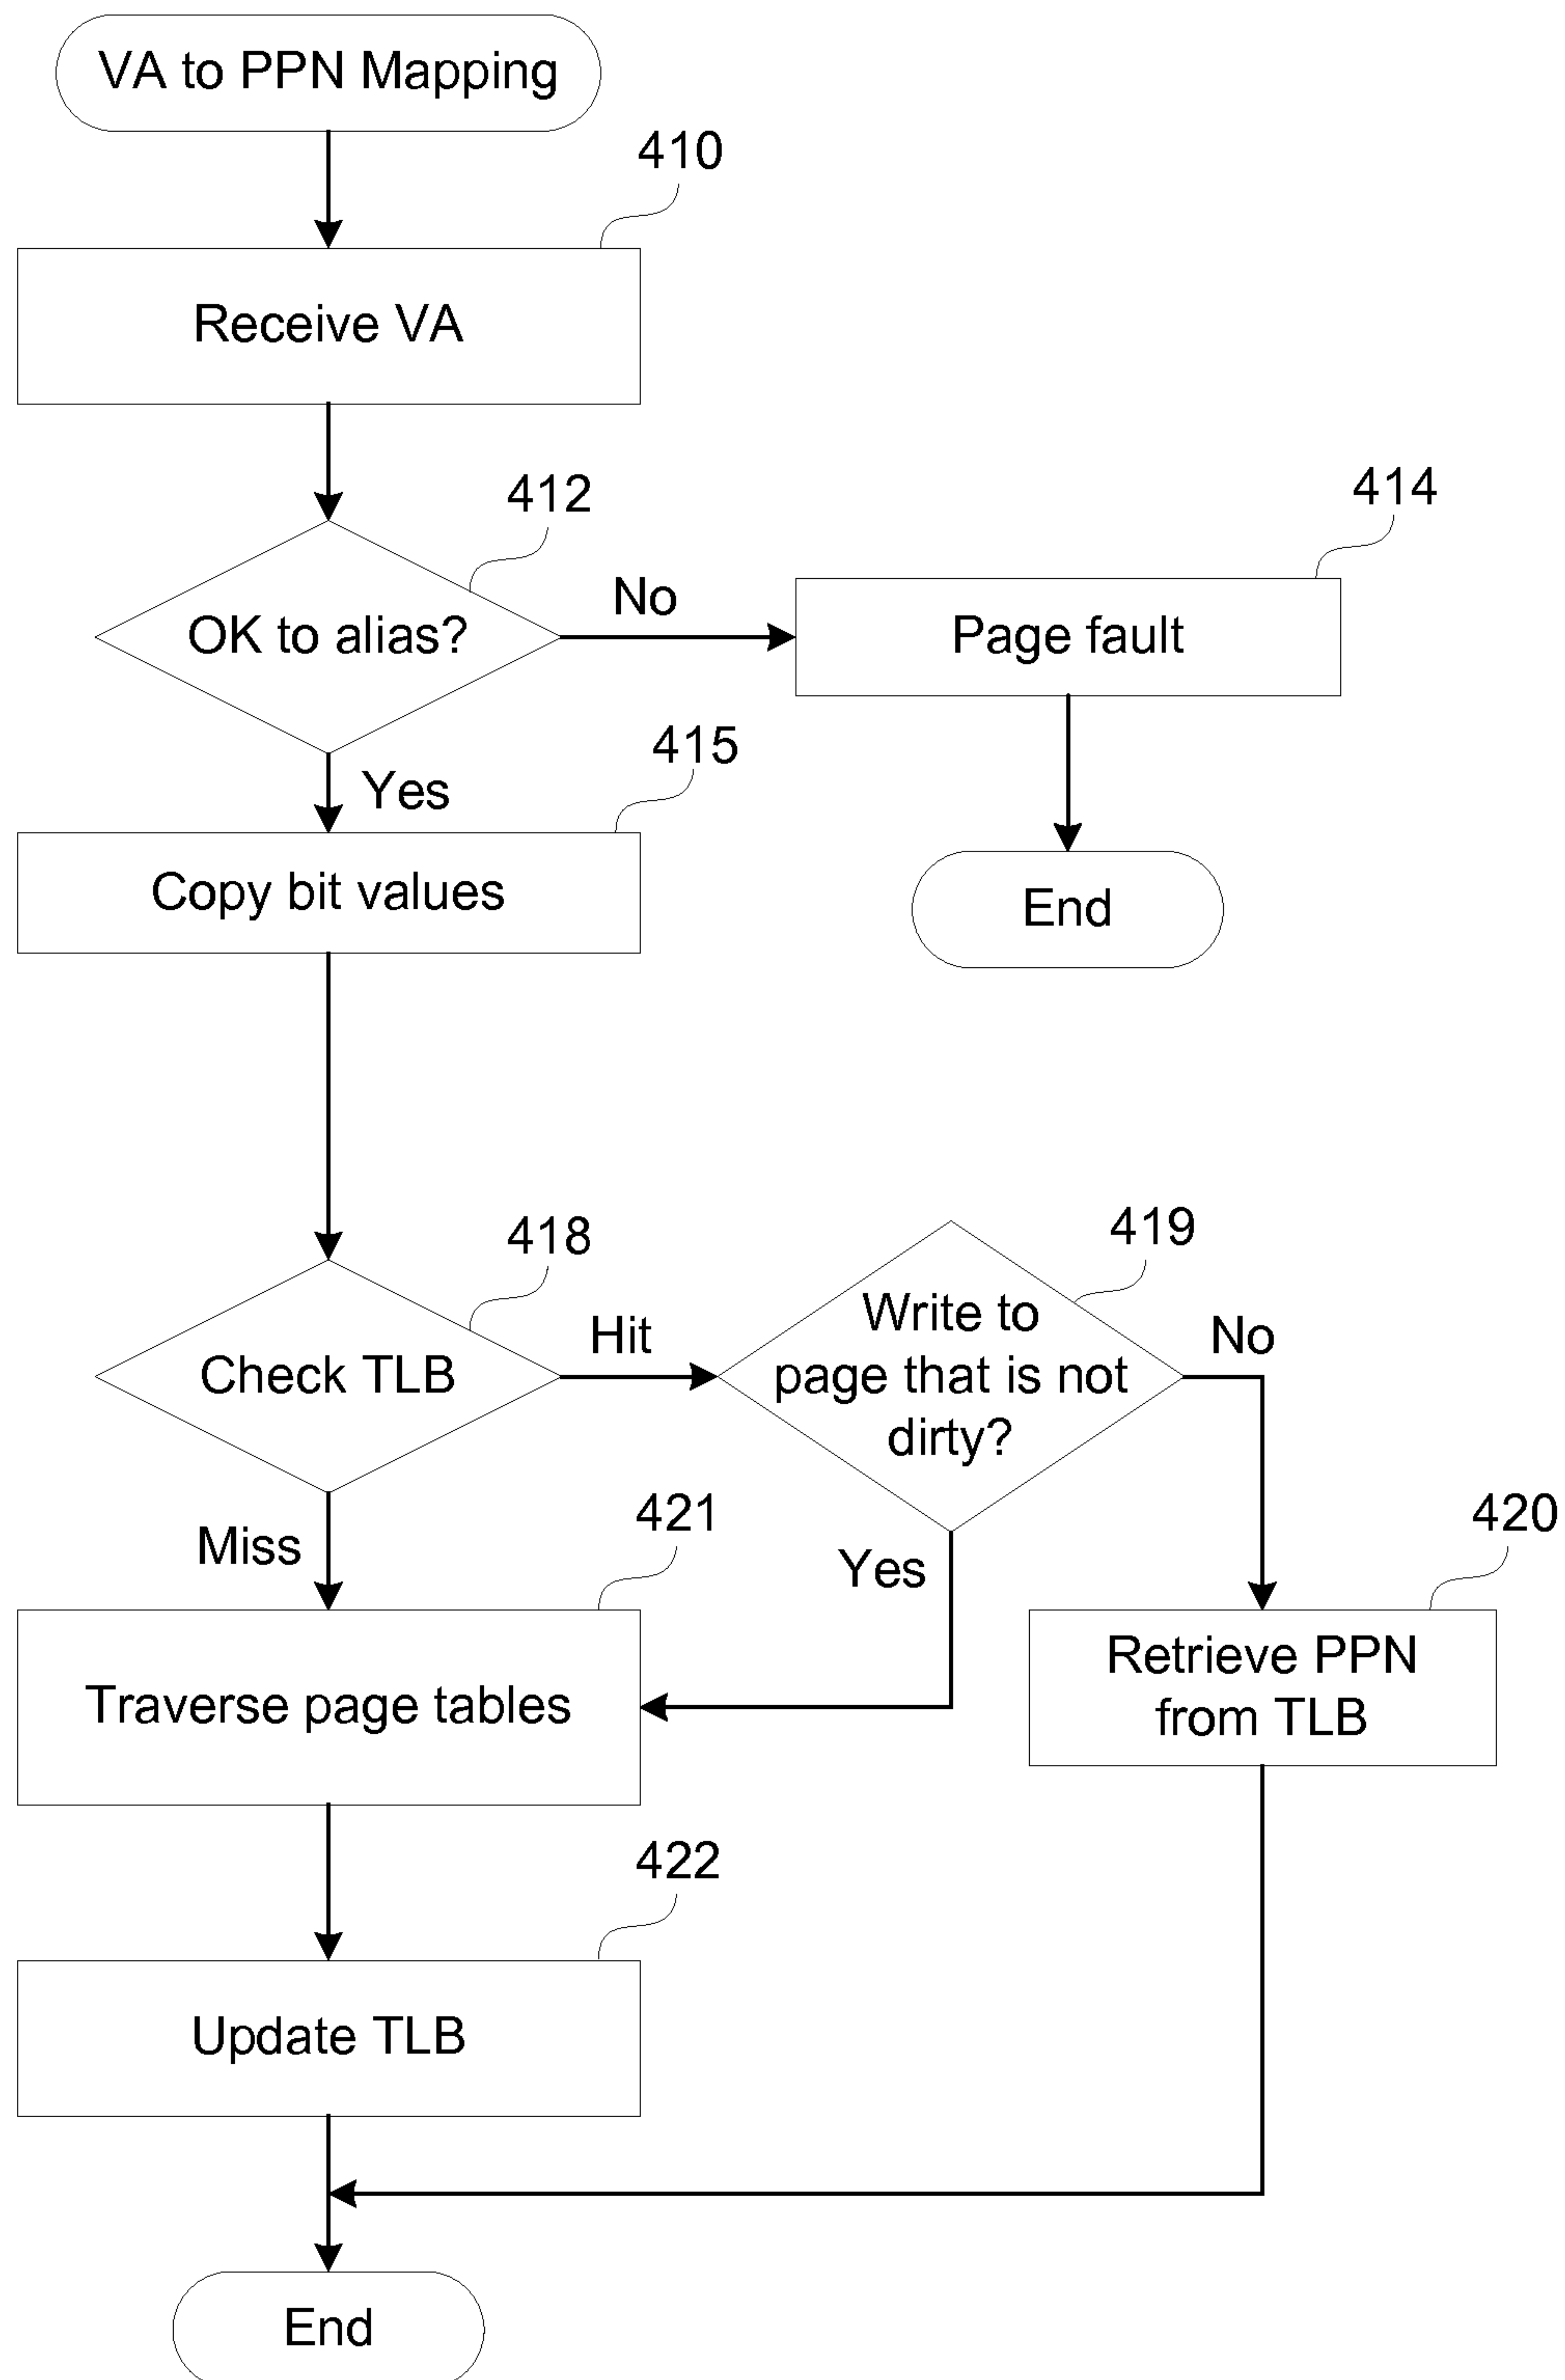 VA to PPN Mapping
410
Receive VA
412
OK to alias?
No
414
Page fault
Yes
415
Copy bit values
End
418
Check TLB
Hit
419
Write to
page that is not
dirty?
No
Miss
421
Yes
420
Traverse page tables
Retrieve PPN
from TLB
422
Update TLB
End